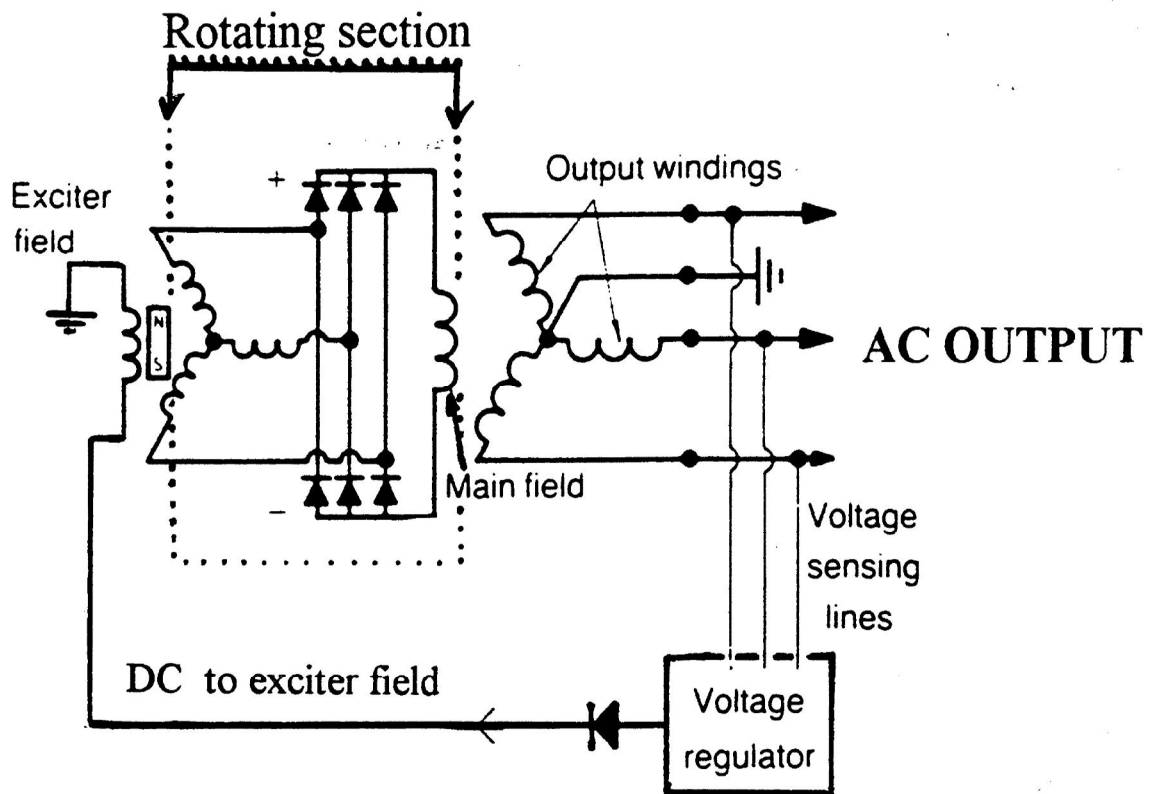 Rotating section
Output windings
Exciter
field
+
N
S
AC OUTPUT
Main field
−
Voltage
sensing
lines
DC to exciter field
Voltage
regulator